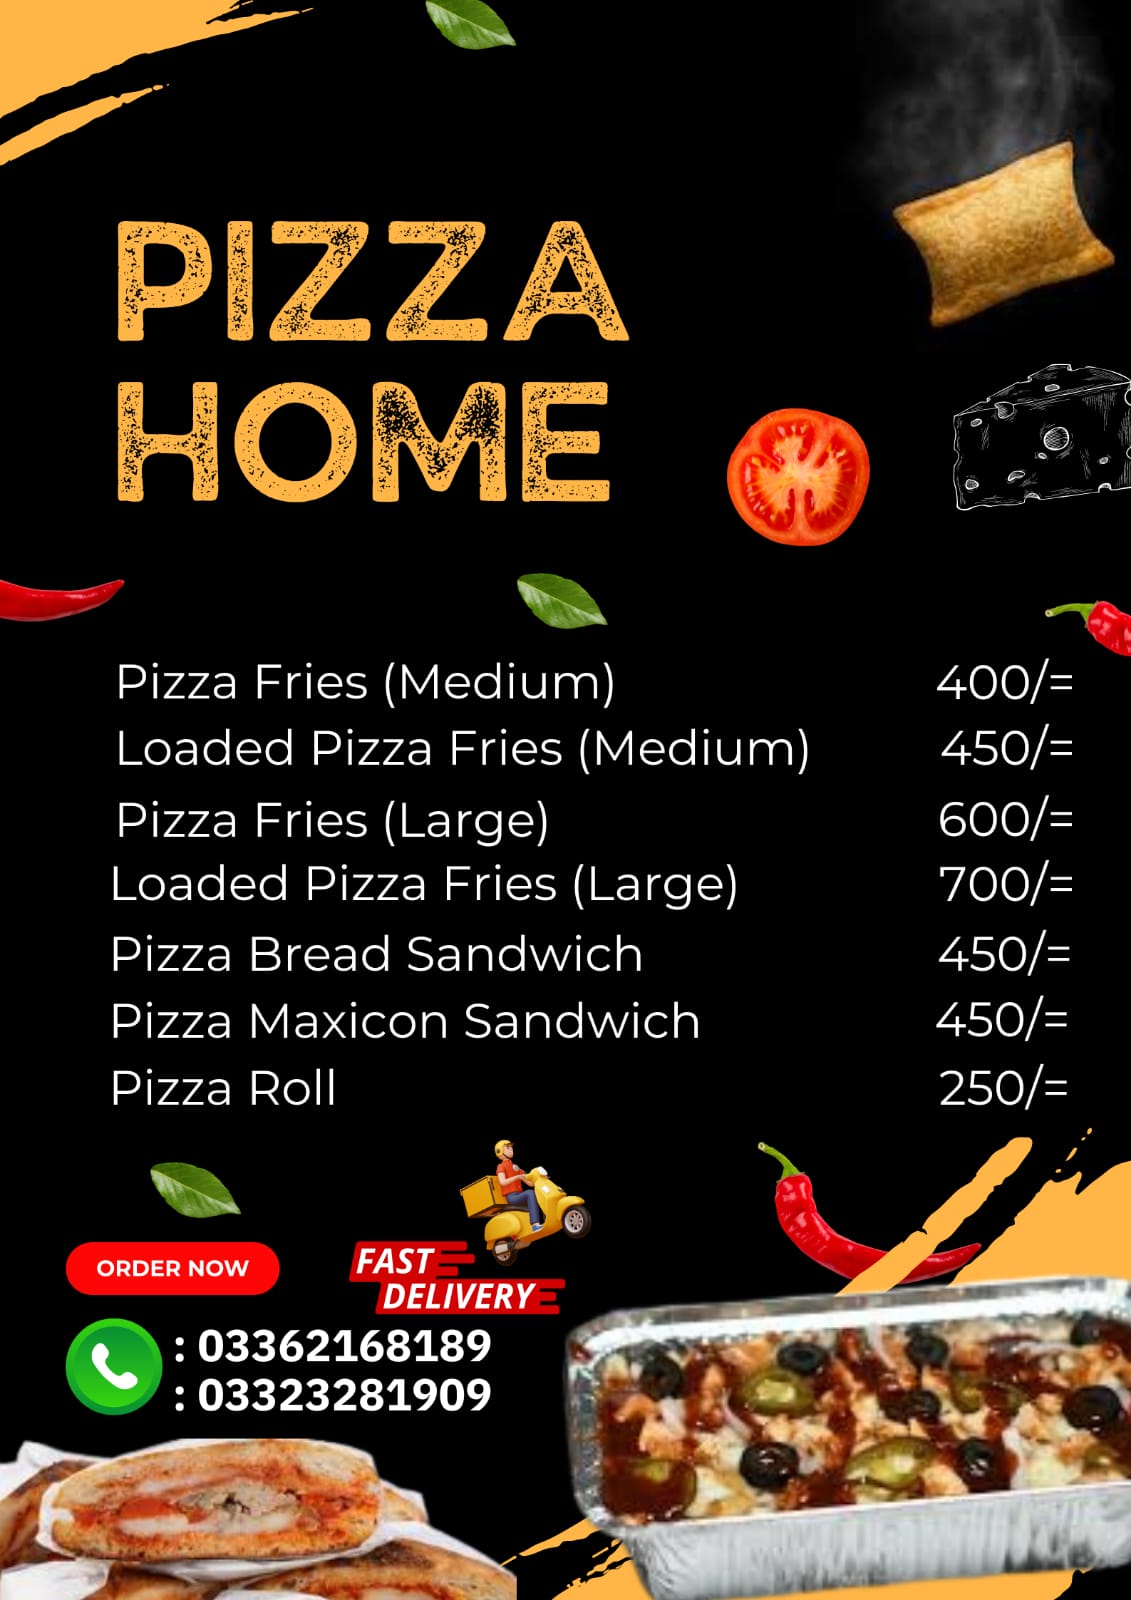 PIZZA
HOME
Pizza Fries (Medium) 400/=
Loaded Pizza Fries (Medium) 450/=
Pizza Fries (Large) 600/=
Loaded Pizza Fries (Large) 700/=
Pizza Bread Sandwich 450/=
Pizza Maxicon Sandwich 450/=
Pizza Roll 250/=
ORDER NOW
FAST
DELIVERY
: 03362168189
: 03323281909